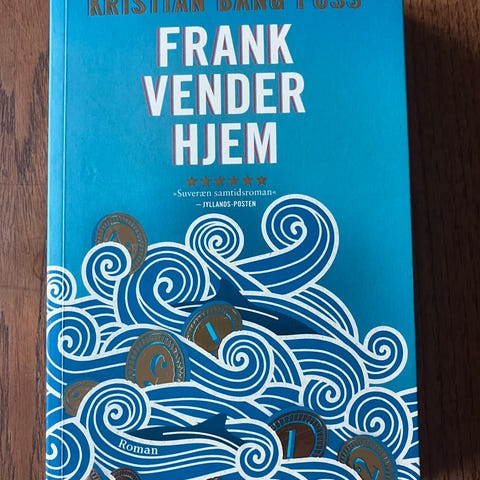 KRISTIAN BANG FOSS
FRANK
VENDER
HJEM
»Suveræn samtidsroman«
— JYLLANDS-POSTEN
Roman